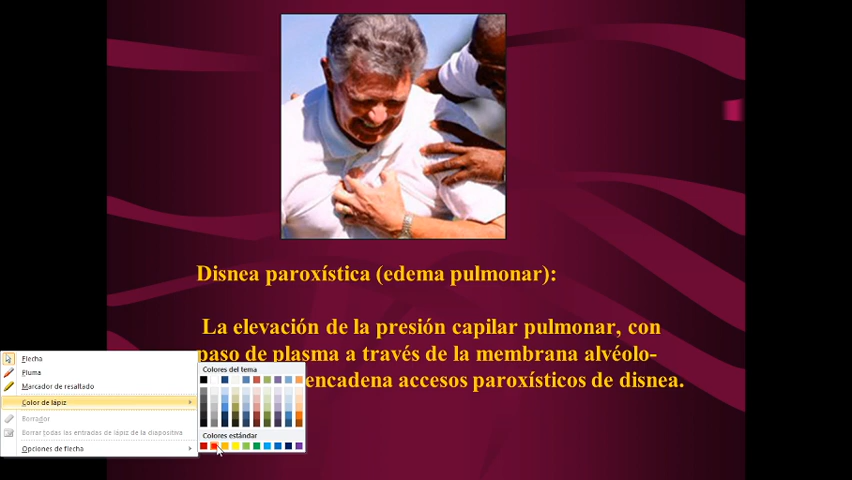 Disnea paroxística (edema pulmonar):
La elevación de la presión capilar pulmonar, con
paso de plasma a través de la membrana alvéolo-
encadena accesos paroxísticos de disnea.
Flecha
Pluma
Marcador de resaltado
Color de lápiz
Borrador
Borrar todas las entradas de lápiz de la diapositiva
Opciones de flecha
Colores del tema
Colores estándar